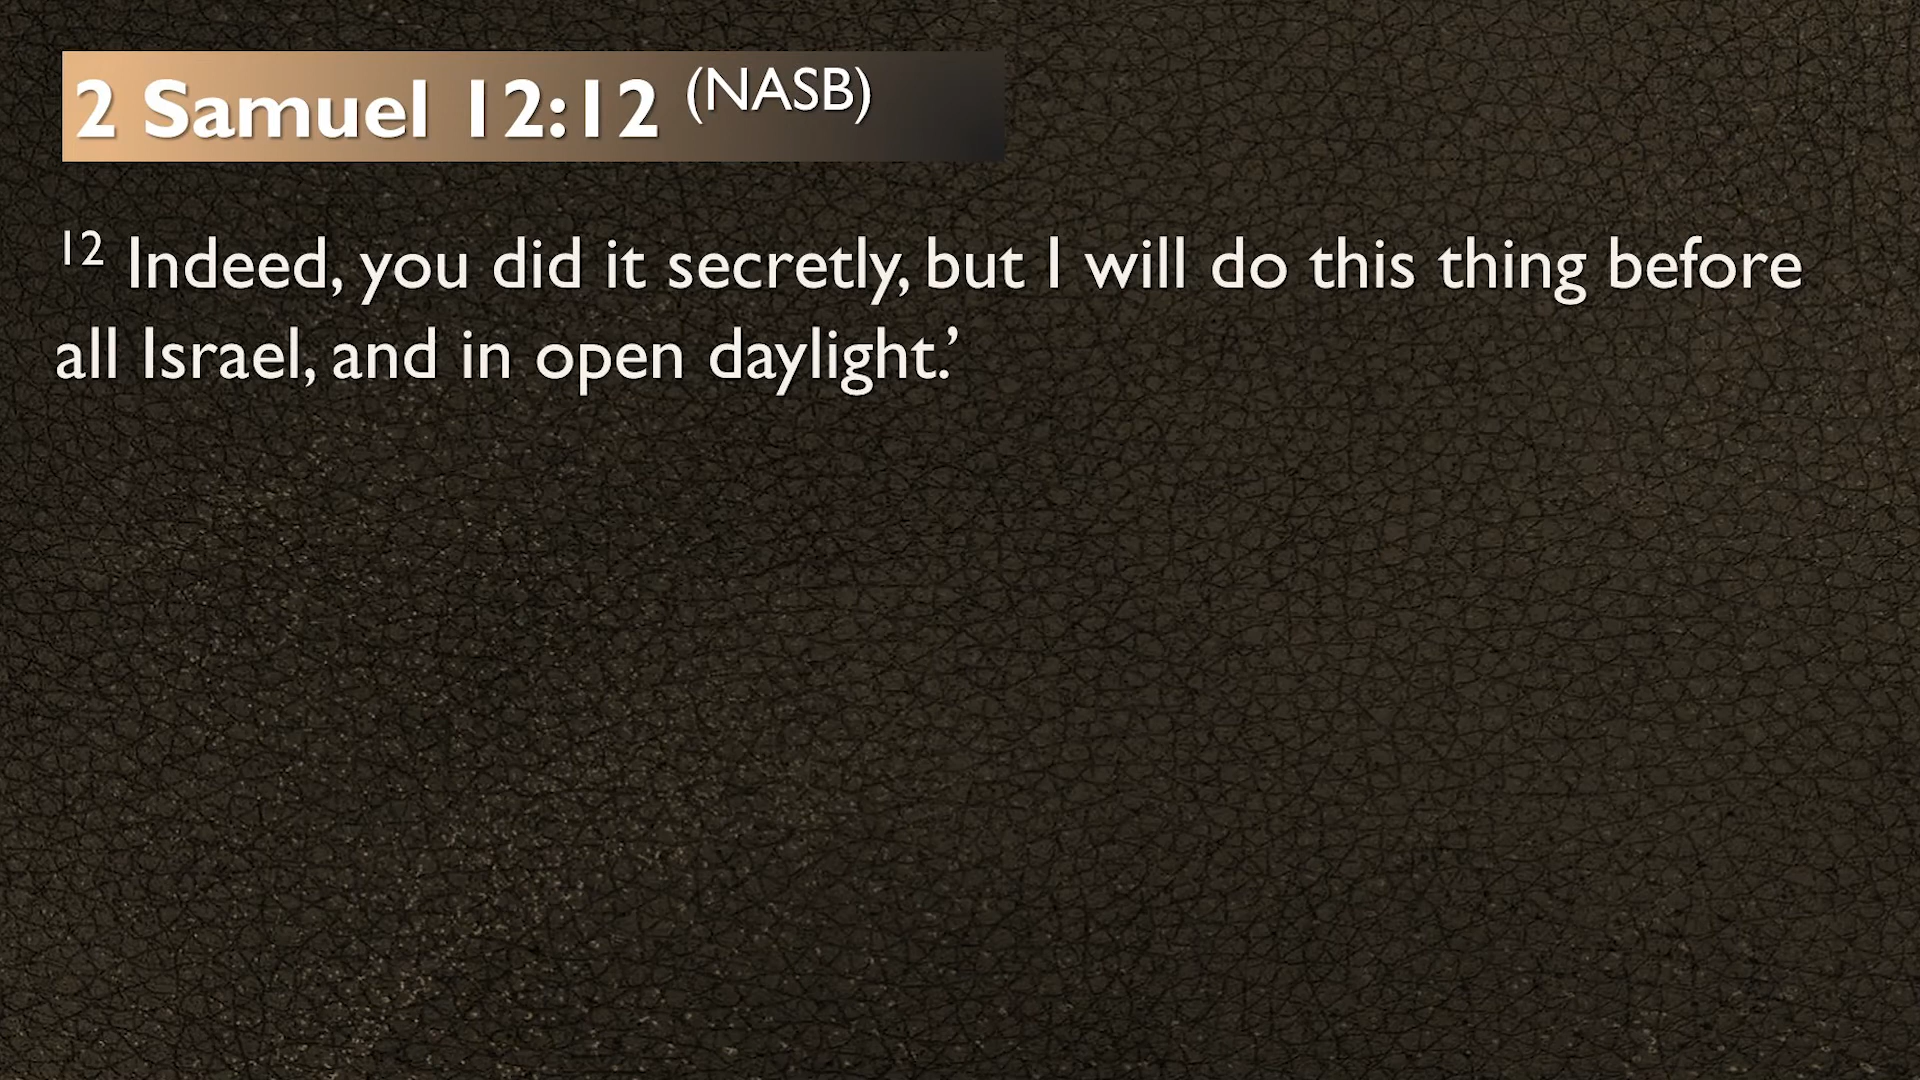 2 Samuel 12:12 (NASB)
12 Indeed, you did it secretly, but I will do this thing before
all Israel, and in open daylight.’